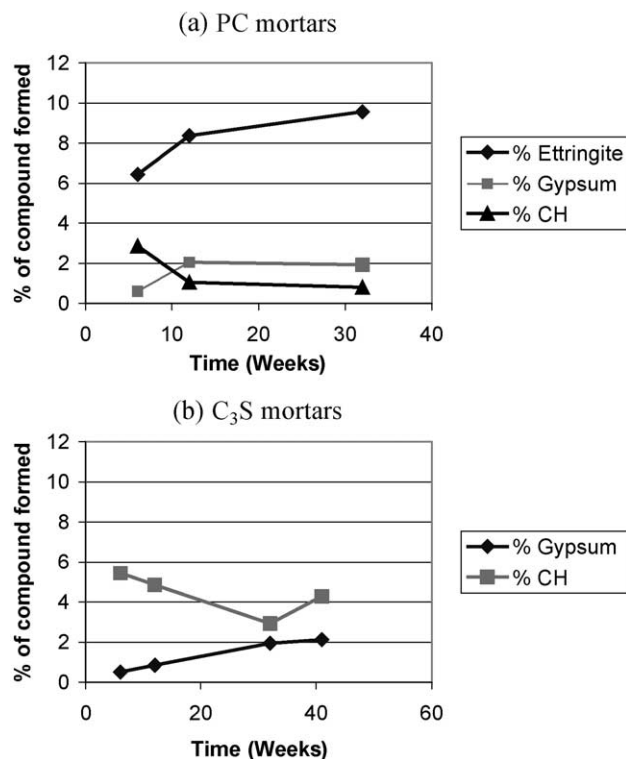 (a) PC mortars
% of compound formed
12
10
8
6
4
2
0
0 10 20 30 40
Time (Weeks)
% Ettringite
% Gypsum
% CH
(b) C₃S mortars
% of compound formed
12
10
8
6
4
2
0
0 20 40 60
Time (Weeks)
% Gypsum
% CH